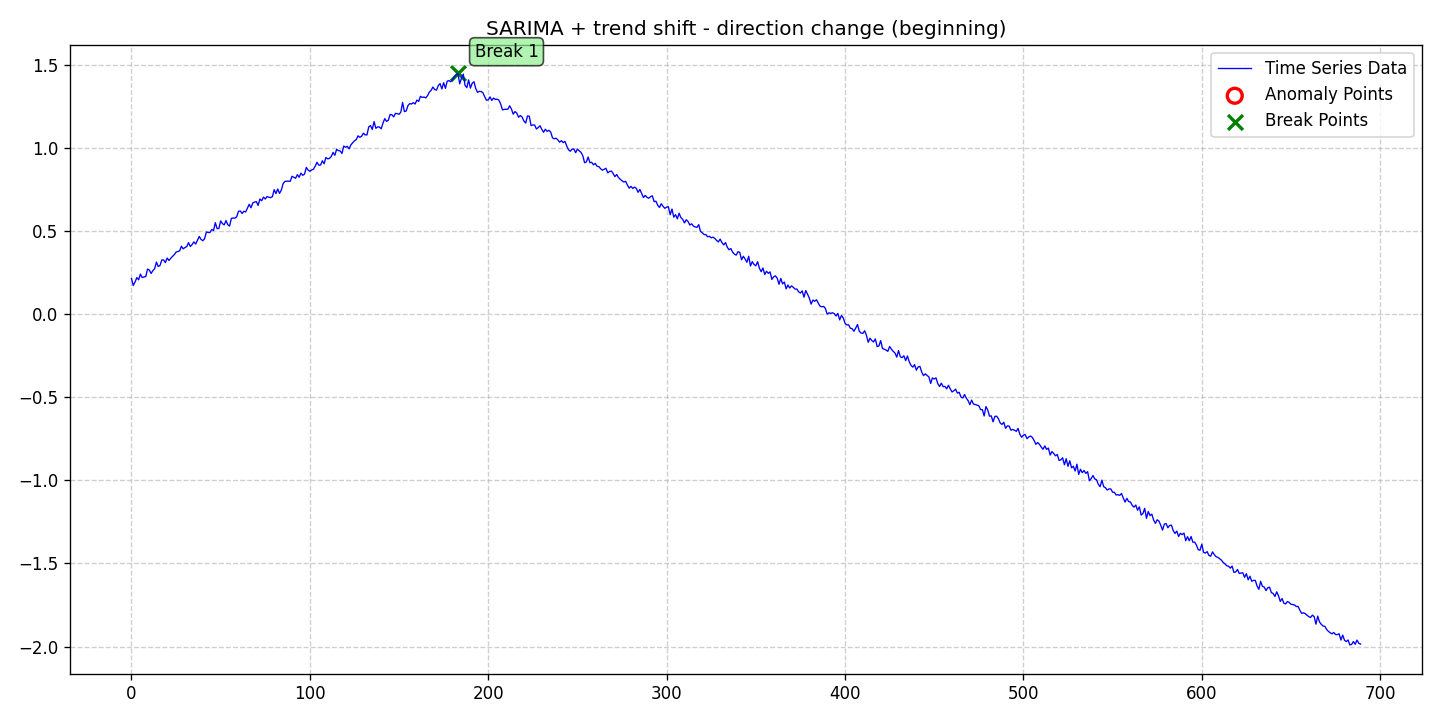 SARIMA + trend shift - direction change (beginning)
Break 1
Time Series Data
Anomaly Points
Break Points
1.5
1.0
0.5
0.0
−0.5
−1.0
−1.5
−2.0
0 100 200 300 400 500 600 700